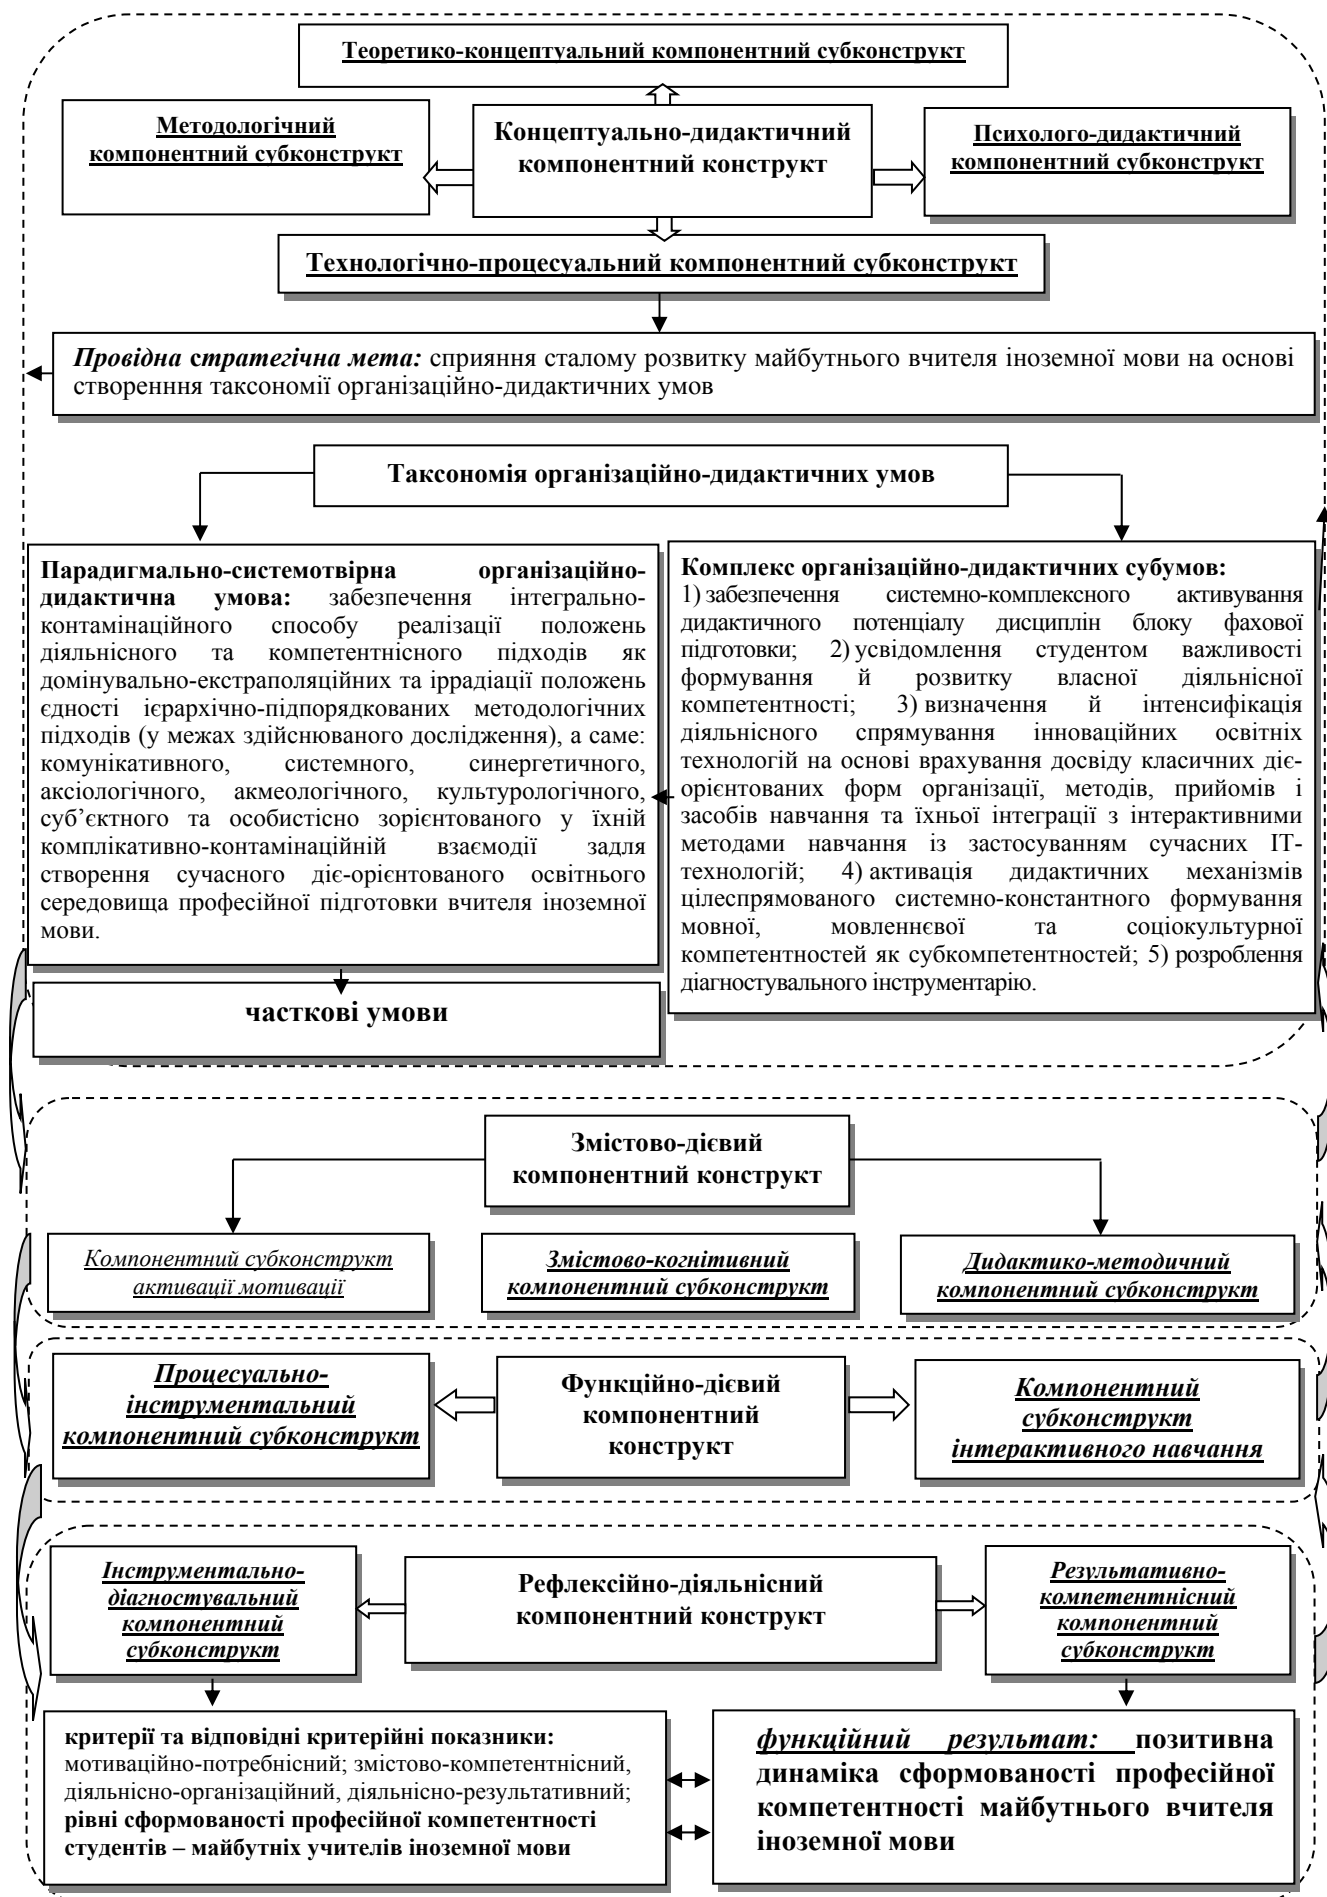 Теоретико-концептуальний компонентний субконструкт
Методологічний
компонентний субконструкт
Концептуально-дидактичний
компонентний конструкт
Психолого-дидактичний
компонентний субконструкт
Технологічно-процесуальний компонентний субконструкт
Провідна стратегічна мета: сприяння сталому розвитку майбутнього вчителя іноземної мови на основі
створенння таксономії організаційно-дидактичних умов
Таксономія організаційно-дидактичних умов
Парадигмально-системотвірна організаційно-
дидактична умова: забезпечення інтегрально-
контамінаційного способу реалізації положень
діяльнісного та компетентнісного підходів як
домінувально-екстраполяційних та іррадіації положень
єдності ієрархічно-підпорядкованих методологічних
підходів (у межах здійснюваного дослідження), а саме:
комунікативного, системного, синергетичного,
аксіологічного, акмеологічного, культурологічного,
суб’єктного та особистісно зорієнтованого у їхній
комплікативно-контамінаційній взаємодії задля
створення сучасного діє-орієнтованого освітнього
середовища професійної підготовки вчителя іноземної
мови.
Комплекс організаційно-дидактичних субумов:
1) забезпечення системно-комплексного активування
дидактичного потенціалу дисциплін блоку фахової
підготовки; 2) усвідомлення студентом важливості
формування й розвитку власної діяльнісної
компетентності; 3) визначення й інтенсифікація
діяльнісного спрямування інноваційних освітніх
технологій на основі врахування досвіду класичних діє-
орієнтованих форм організації, методів, прийомів і
засобів навчання та їхньої інтеграції з інтерактивними
методами навчання із застосуванням сучасних ІТ-
технологій; 4) активація дидактичних механізмів
цілеспрямованого системно-константного формування
мовної, мовленнєвої та соціокультурної
компетентностей як субкомпетентностей; 5) розроблення
діагностувального інструментарію.
часткові умови
Змістово-дієвий
компонентний конструкт
Компонентний субконструкт
активації мотивації
Змістово-когнітивний
компонентний субконструкт
Дидактико-методичний
компонентний субконструкт
Процесуально-
інструментальний
компонентний субконструкт
Функційно-дієвий
компонентний
конструкт
Компонентний
субконструкт
інтерактивного навчання
Інструментально-
діагностувальний
компонентний
субконструкт
Рефлексійно-діяльнісний
компонентний конструкт
Результативно-
компетентнісний
компонентний
субконструкт
критерії та відповідні критерійні показники:
мотиваційно-потребнісний; змістово-компетентнісний,
діяльнісно-організаційний, діяльнісно-результативний;
рівні сформованості професійної компетентності
студентів – майбутніх учителів іноземної мови
функційний результат: позитивна
динаміка сформованості професійної
компетентності майбутнього вчителя
іноземної мови